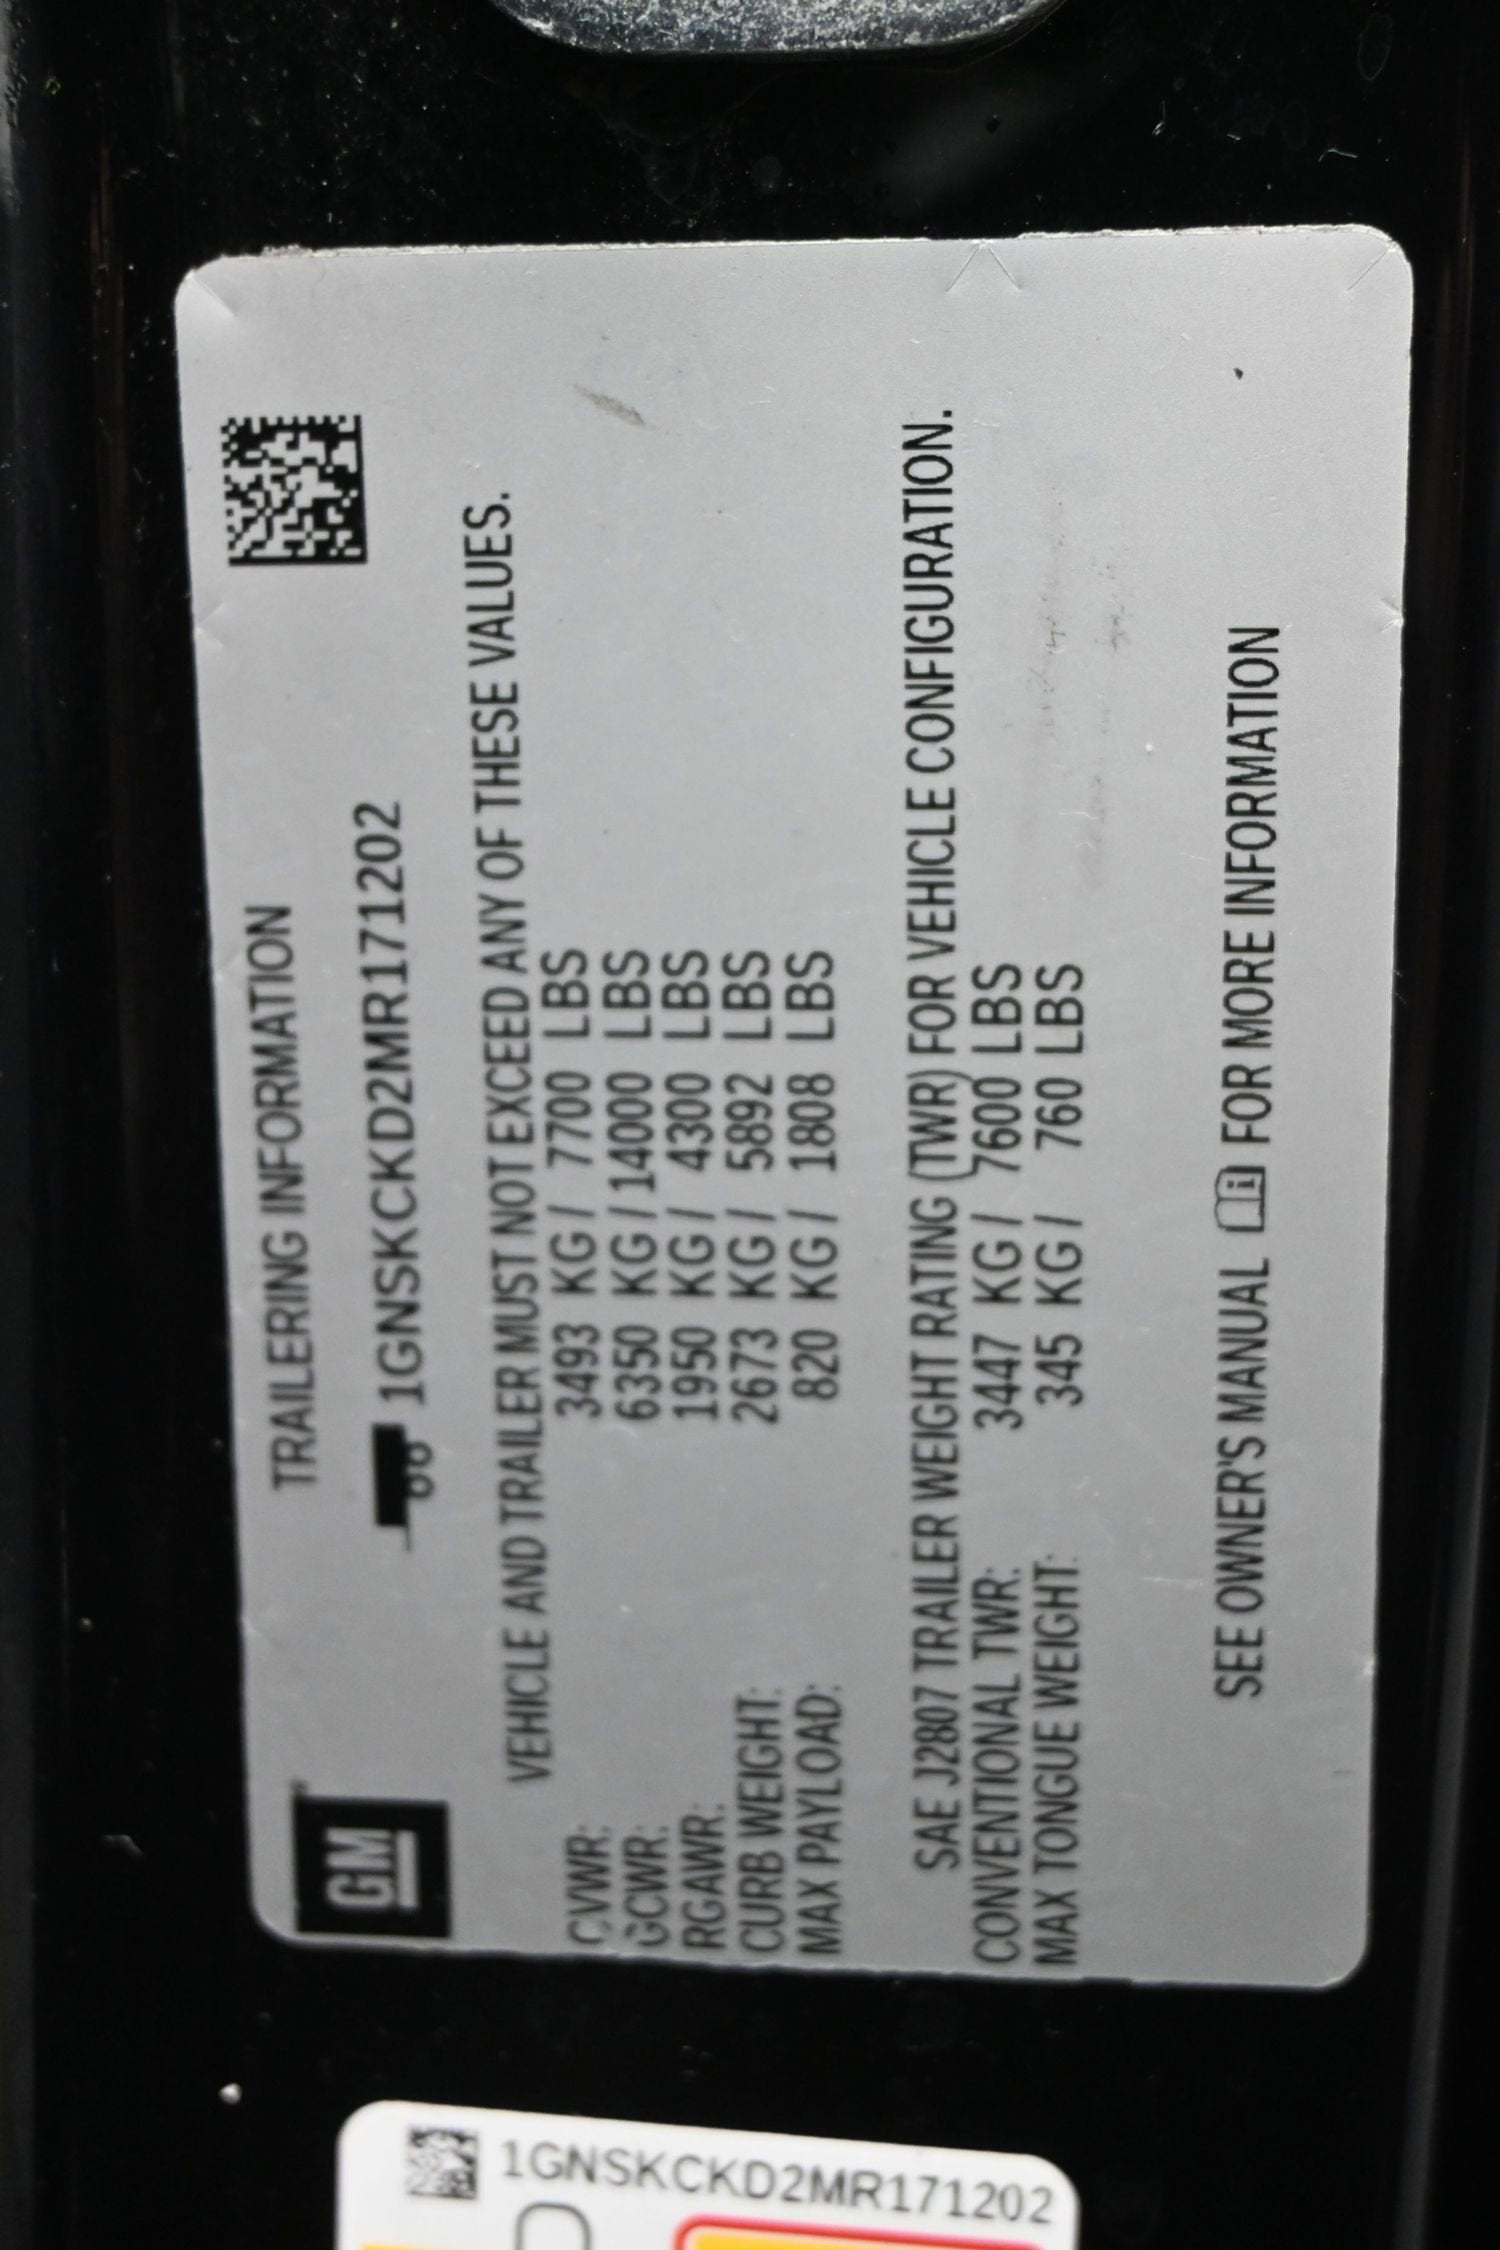 GM
TRAILERING INFORMATION
1GNSKCKD2MR171202
VEHICLE AND TRAILER MUST NOT EXCEED ANY OF THESE VALUES.
GVWR: 3493 KG / 7700 LBS
GCWR: 6350 KG / 14000 LBS
RGAWR: 1950 KG / 4300 LBS
CURB WEIGHT: 2673 KG / 5892 LBS
MAX PAYLOAD: 820 KG / 1808 LBS
SAE J2807 TRAILER WEIGHT RATING (TWR) FOR VEHICLE CONFIGURATION.
CONVENTIONAL TWR: 3447 KG / 7600 LBS
MAX TONGUE WEIGHT: 345 KG / 760 LBS
SEE OWNER'S MANUAL FOR MORE INFORMATION
1GNSKCKD2MR171202